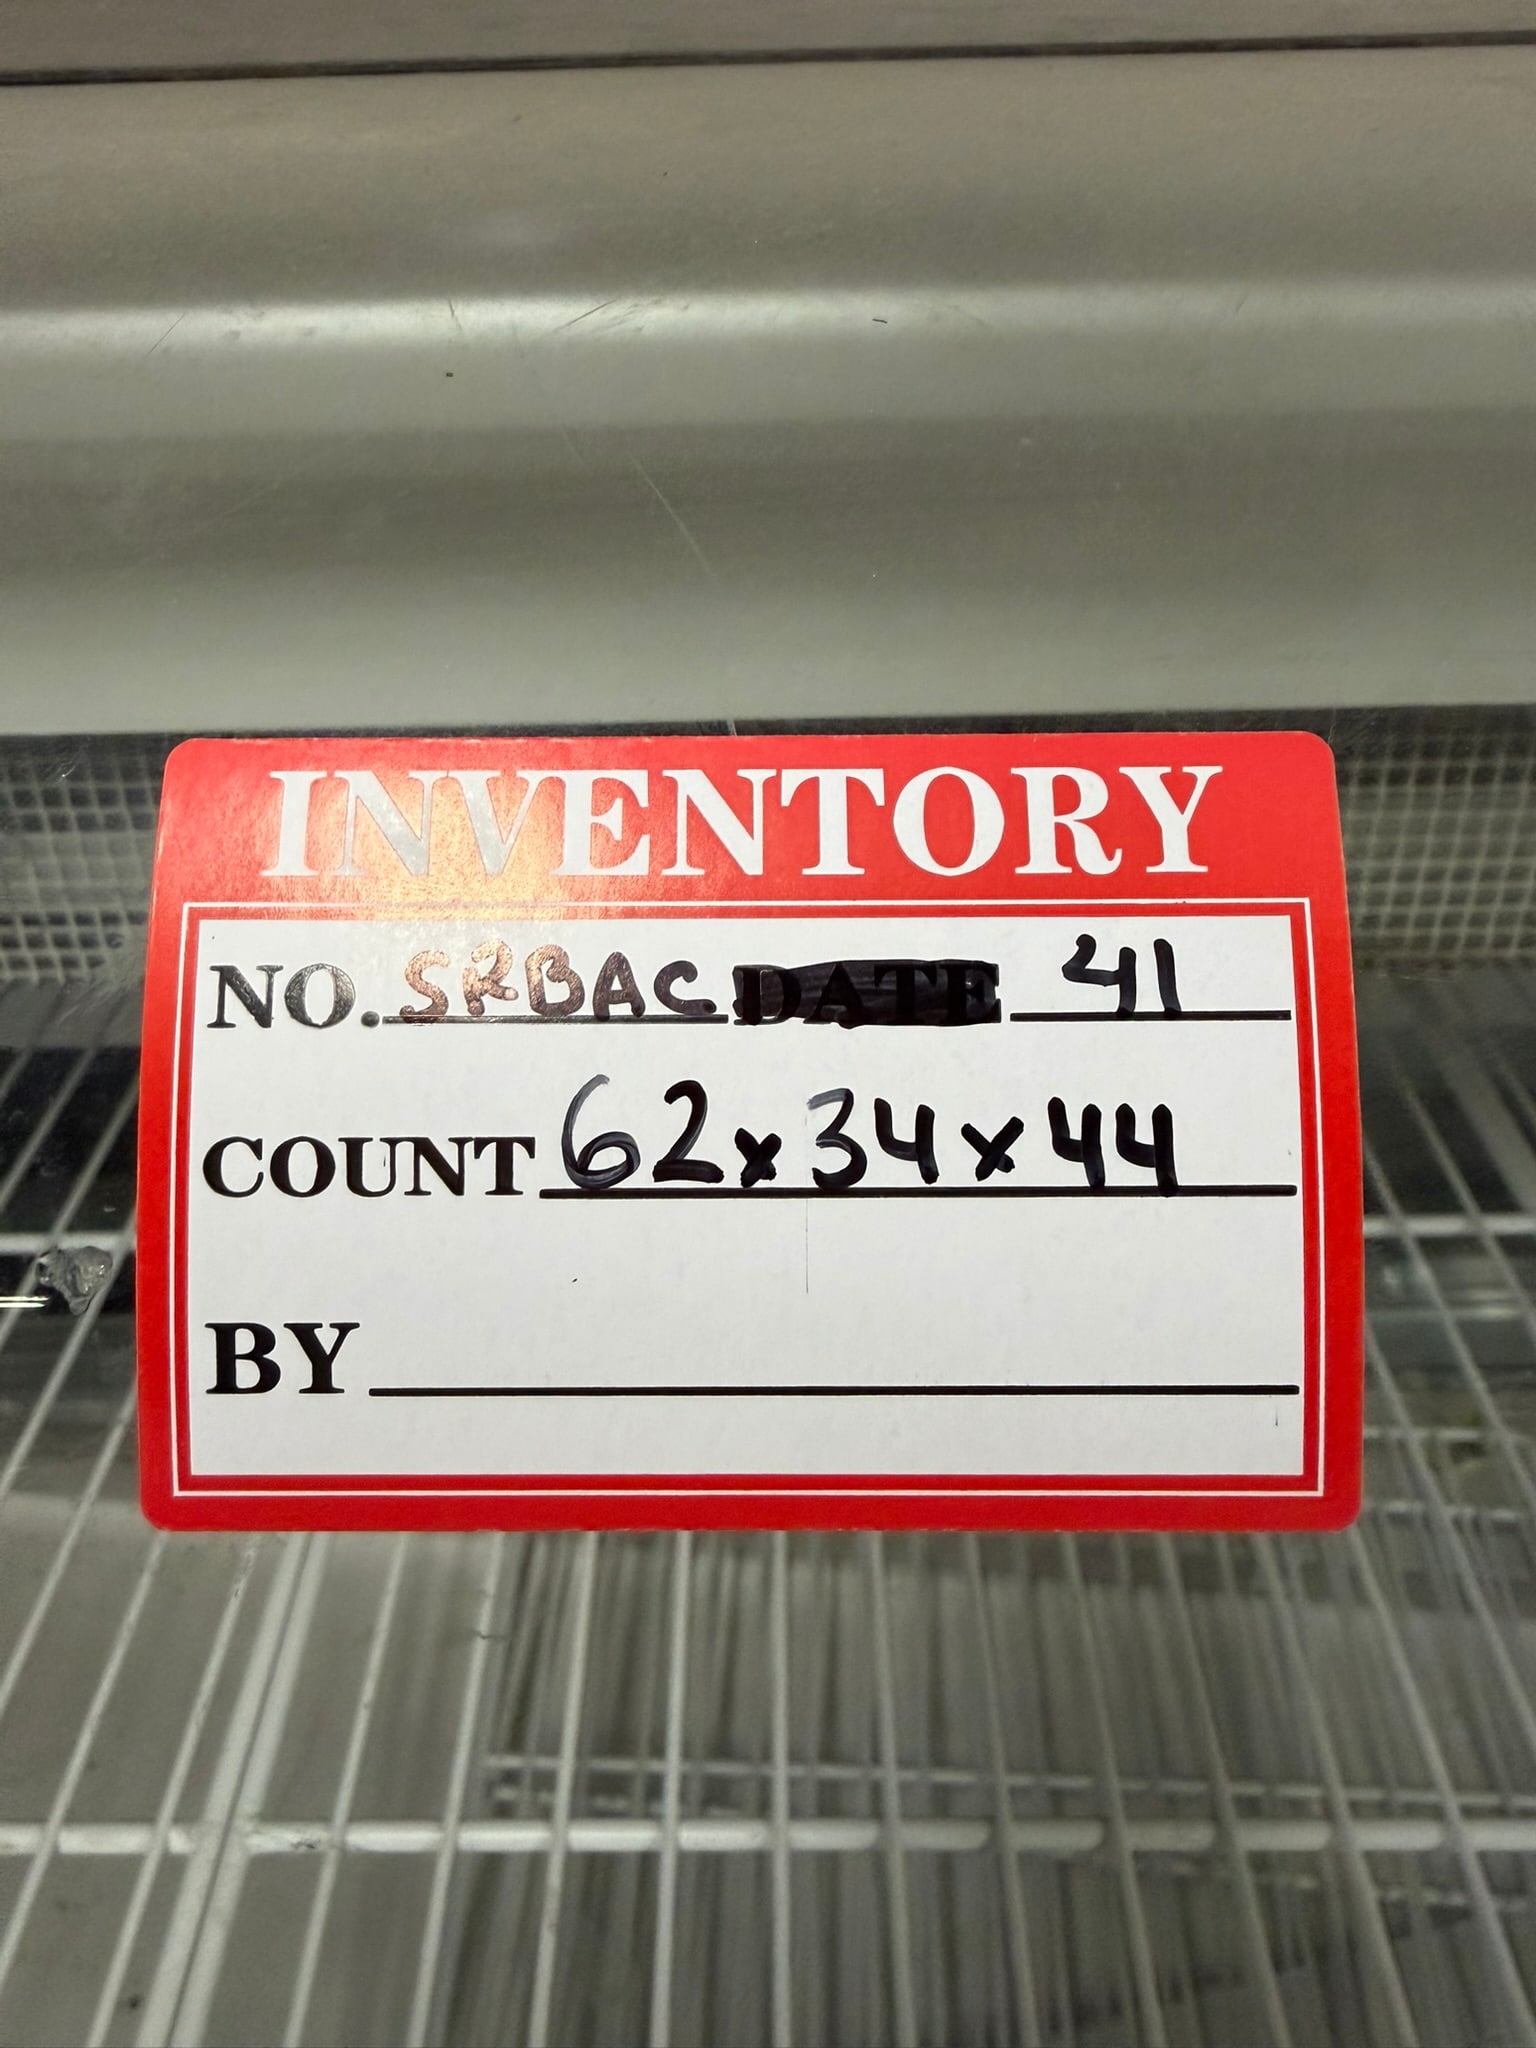 INVENTORY
NO. SRBAC DATE 41
COUNT 62x34x44
BY